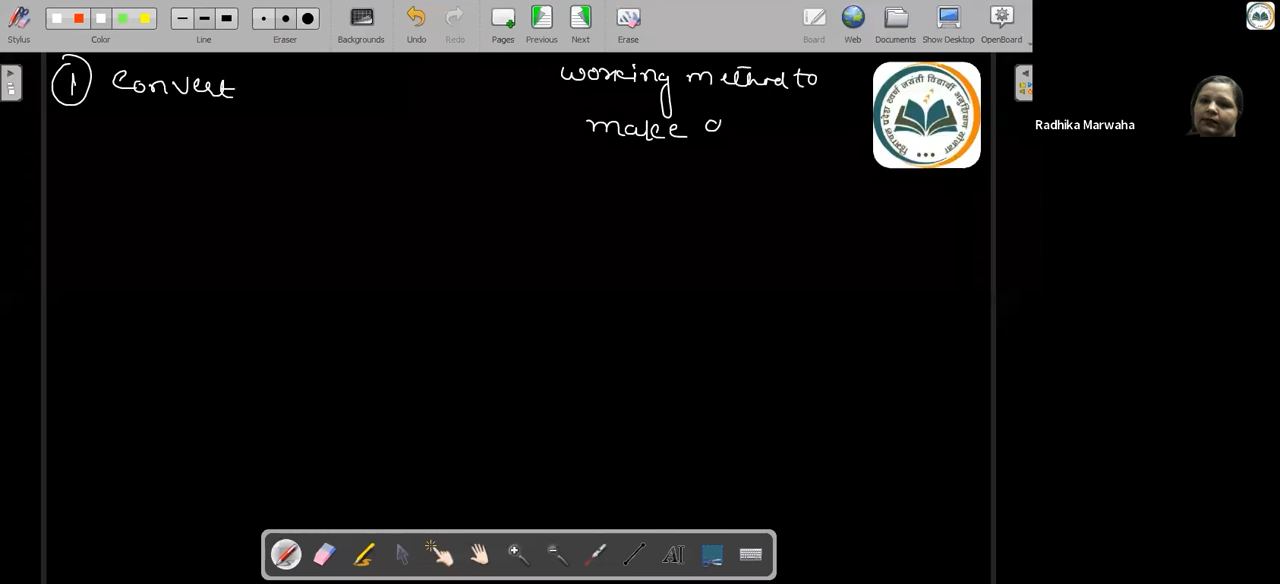 Stylus
Color
Line
Eraser
Backgrounds
Undo
Redo
Pages
Previous
Next
Erase
Board
Web
Documents
Show Desktop
OpenBoard
① Convert
working method to
make a
Radhika Marwaha
AI